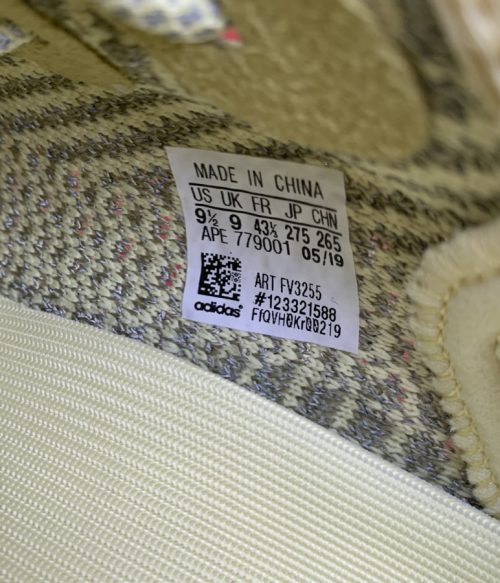 MADE IN CHINA
US UK FR JP CHN
9½ 9 43⅓ 275 265
APE 779001 05/19
ART FV3255
#123321588
FfQVH0Kr00219
adidas